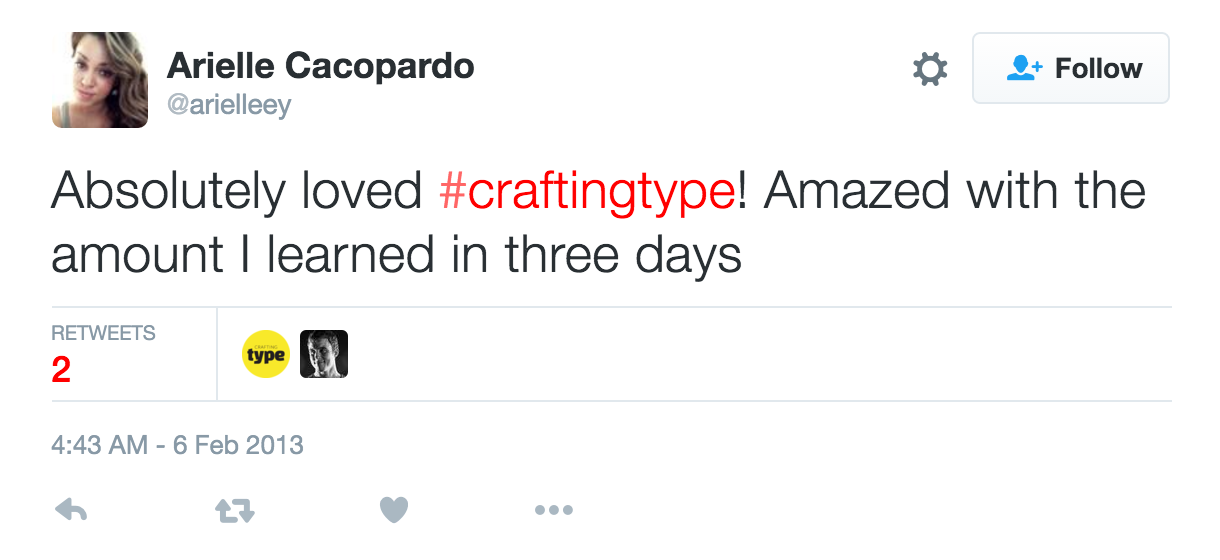 Arielle Cacopardo
@arielleey
Follow
Absolutely loved #craftingtype! Amazed with the
amount I learned in three days
RETWEETS
2
CRAFTING
type
4:43 AM - 6 Feb 2013